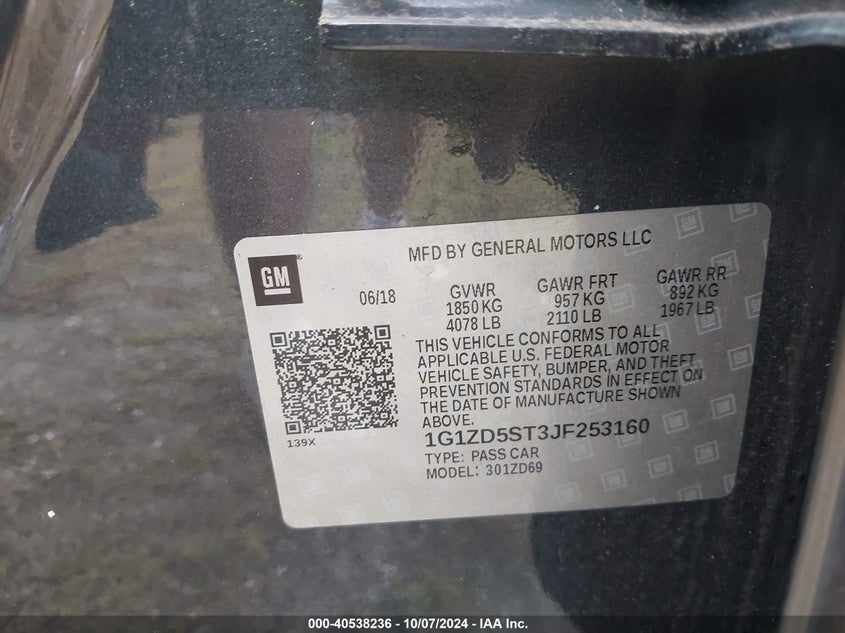 MFD BY GENERAL MOTORS LLC
GM
06/18
GVWR GAWR FRT GAWR RR
1850 KG 957 KG 892 KG
4078 LB 2110 LB 1967 LB
THIS VEHICLE CONFORMS TO ALL
APPLICABLE U.S. FEDERAL MOTOR
VEHICLE SAFETY, BUMPER, AND THEFT
PREVENTION STANDARDS IN EFFECT ON
THE DATE OF MANUFACTURE SHOWN
ABOVE.
139X
1G1ZD5ST3JF253160
TYPE: PASS CAR
MODEL: 301ZD69
000-40538236 - 10/07/2024 - IAA Inc.